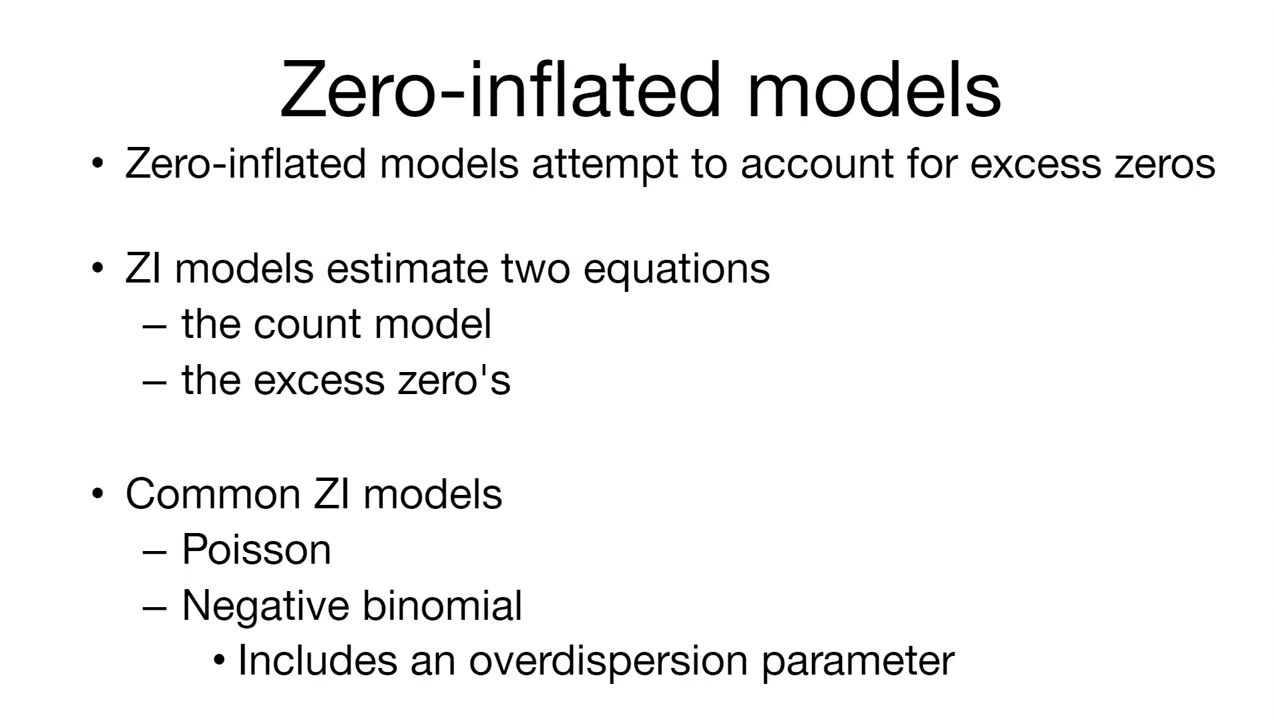 Zero-inflated models
• Zero-inflated models attempt to account for excess zeros
• ZI models estimate two equations
– the count model
– the excess zero's
• Common ZI models
– Poisson
– Negative binomial
• Includes an overdispersion parameter